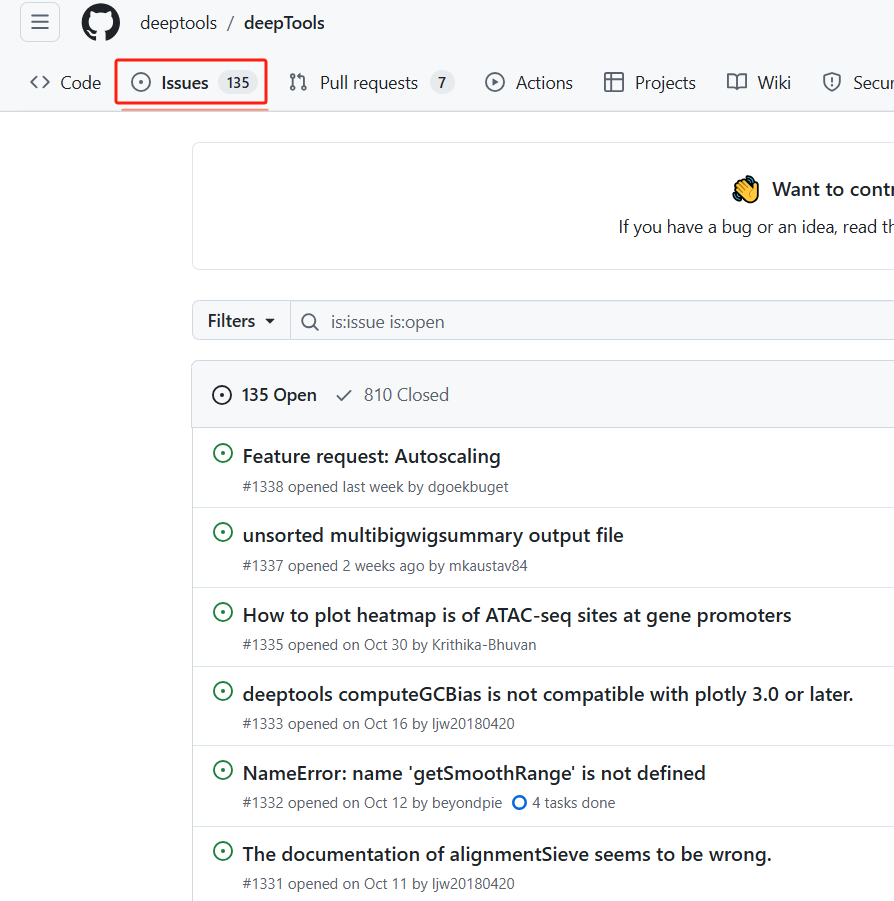 deeptools / deepTools
Code Issues 135 Pull requests 7 Actions Projects Wiki Secur
Want to contr
If you have a bug or an idea, read th
Filters is:issue is:open
135 Open 810 Closed
Feature request: Autoscaling
#1338 opened last week by dgoekbuget
unsorted multibigwigsummary output file
#1337 opened 2 weeks ago by mkaustav84
How to plot heatmap is of ATAC-seq sites at gene promoters
#1335 opened on Oct 30 by Krithika-Bhuvan
deeptools computeGCBias is not compatible with plotly 3.0 or later.
#1333 opened on Oct 16 by ljw20180420
NameError: name 'getSmoothRange' is not defined
#1332 opened on Oct 12 by beyondpie 4 tasks done
The documentation of alignmentSieve seems to be wrong.
#1331 opened on Oct 11 by ljw20180420